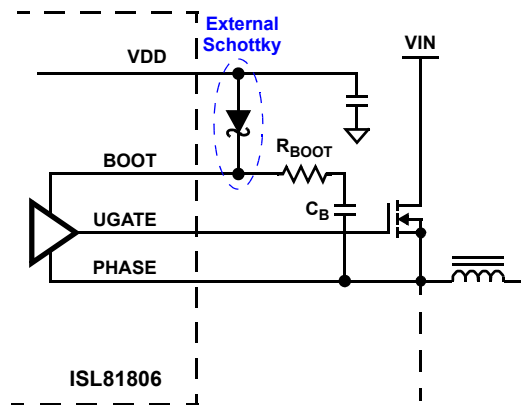 External
Schottky
VDD
VIN
BOOT
RBOOT
CB
UGATE
PHASE
ISL81806